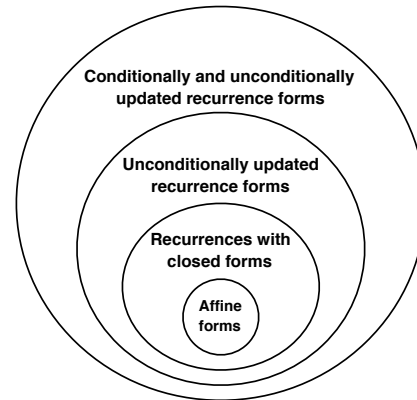 Conditionally and unconditionally
updated recurrence forms
Unconditionally updated
recurrence forms
Recurrences with
closed forms
Affine
forms